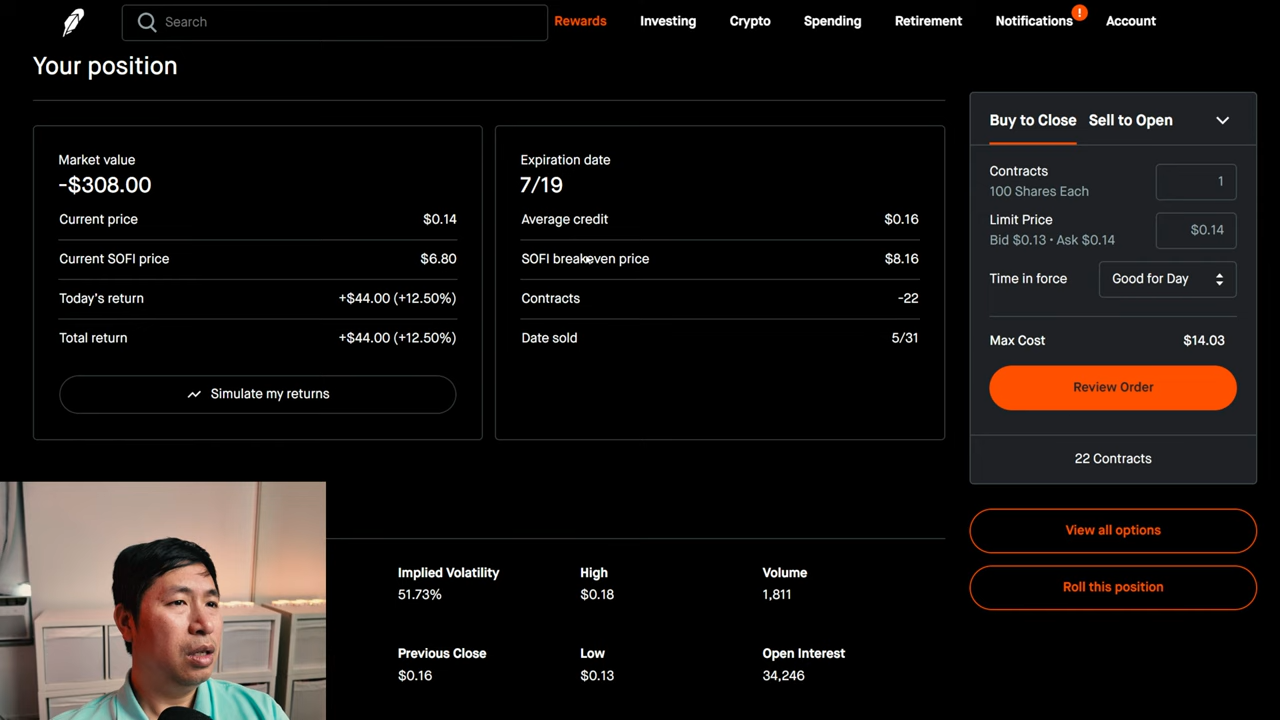 Search
Rewards
Investing
Crypto
Spending
Retirement
Notifications
!
Account
Your position
Market value
-$308.00
Current price $0.14
Current SOFI price $6.80
Today's return +$44.00 (+12.50%)
Total return +$44.00 (+12.50%)
Simulate my returns
Expiration date
7/19
Average credit $0.16
SOFI breakeven price $8.16
Contracts -22
Date sold 5/31
Buy to Close Sell to Open
Contracts 1
100 Shares Each
Limit Price $0.14
Bid $0.13 • Ask $0.14
Time in force Good for Day
Max Cost $14.03
Review Order
22 Contracts
View all options
Roll this position
Implied Volatility High Volume
51.73% $0.18 1,811
Previous Close Low Open Interest
$0.16 $0.13 34,246